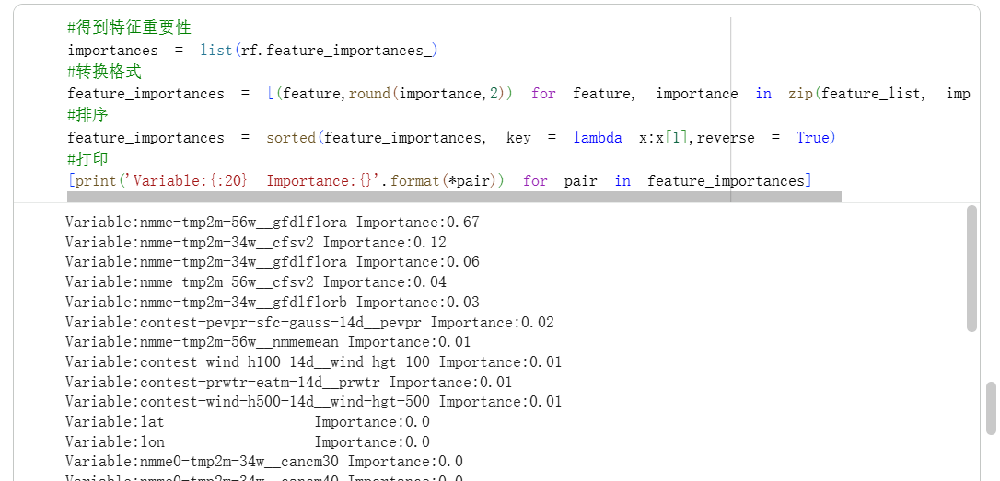 #得到特征重要性
importances = list(rf.feature_importances_)
#转换格式
feature_importances = [(feature,round(importance,2)) for feature, importance in zip(feature_list, imp
#排序
feature_importances = sorted(feature_importances, key = lambda x:x[1],reverse = True)
#打印
[print('Variable:{:20} Importance:{}'.format(*pair)) for pair in feature_importances]
Variable:nmme-tmp2m-56w__gfdlflora Importance:0.67
Variable:nmme-tmp2m-34w__cfsv2 Importance:0.12
Variable:nmme-tmp2m-34w__gfdlflora Importance:0.06
Variable:nmme-tmp2m-56w__cfsv2 Importance:0.04
Variable:nmme-tmp2m-34w__gfdlflorb Importance:0.03
Variable:contest-pevpr-sfc-gauss-14d__pevpr Importance:0.02
Variable:nmme-tmp2m-56w__nmmemean Importance:0.01
Variable:contest-wind-h100-14d__wind-hgt-100 Importance:0.01
Variable:contest-prwtr-eatm-14d__prwtr Importance:0.01
Variable:contest-wind-h500-14d__wind-hgt-500 Importance:0.01
Variable:lat Importance:0.0
Variable:lon Importance:0.0
Variable:nmme0-tmp2m-34w__cancm30 Importance:0.0
Variable:nmme0-tmp2m-34w__cancm40 Importance:0.0